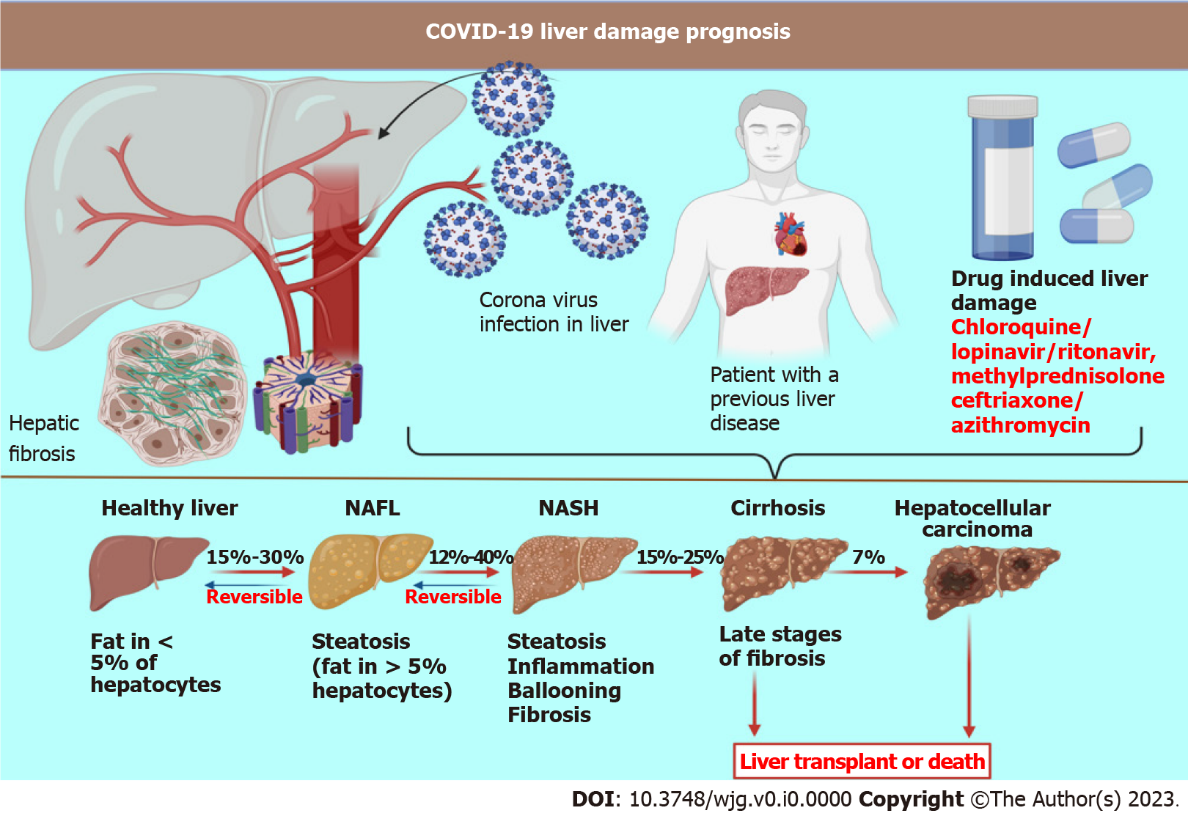 COVID-19 liver damage prognosis
Corona virus
infection in liver
Hepatic
fibrosis
Patient with a
previous liver
disease
Drug induced liver
damage
Chloroquine/
lopinavir/ritonavir,
methylprednisolone
ceftriaxone/
azithromycin
Healthy liver
NAFL
NASH
Cirrhosis
Hepatocellular
carcinoma
15%-30%
Reversible
12%-40%
Reversible
15%-25%
7%
Fat in <
5% of
hepatocytes
Steatosis
(fat in > 5%
hepatocytes)
Steatosis
Inflammation
Ballooning
Fibrosis
Late stages
of fibrosis
Liver transplant or death
DOI: 10.3748/wjg.v0.i0.0000 Copyright ©The Author(s) 2023.